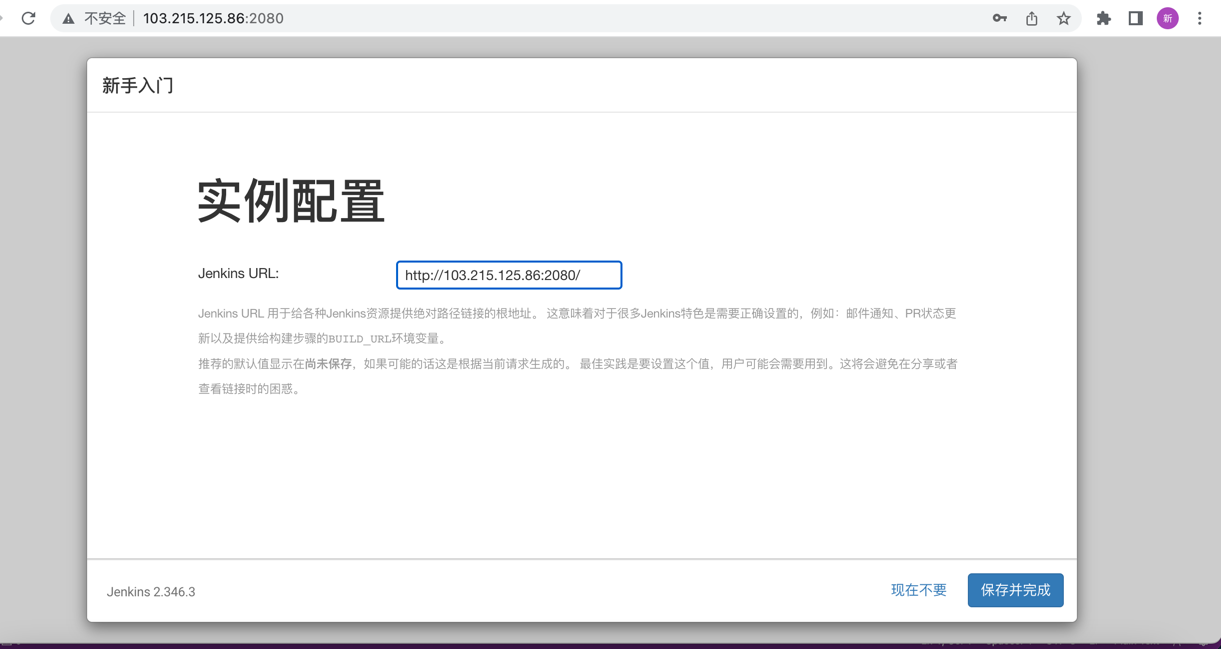 不安全 103.215.125.86:2080
新
新手入门
实例配置
Jenkins URL: http://103.215.125.86:2080/
Jenkins URL 用于给各种Jenkins资源提供绝对路径链接的根地址。 这意味着对于很多Jenkins特色是需要正确设置的，例如：邮件通知、PR状态更
新以及提供给构建步骤的BUILD_URL环境变量。
推荐的默认值显示在尚未保存，如果可能的话这是根据当前请求生成的。 最佳实践是要设置这个值，用户可能会需要用到。这将会避免在分享或者
查看链接时的困惑。
Jenkins 2.346.3
现在不要
保存并完成